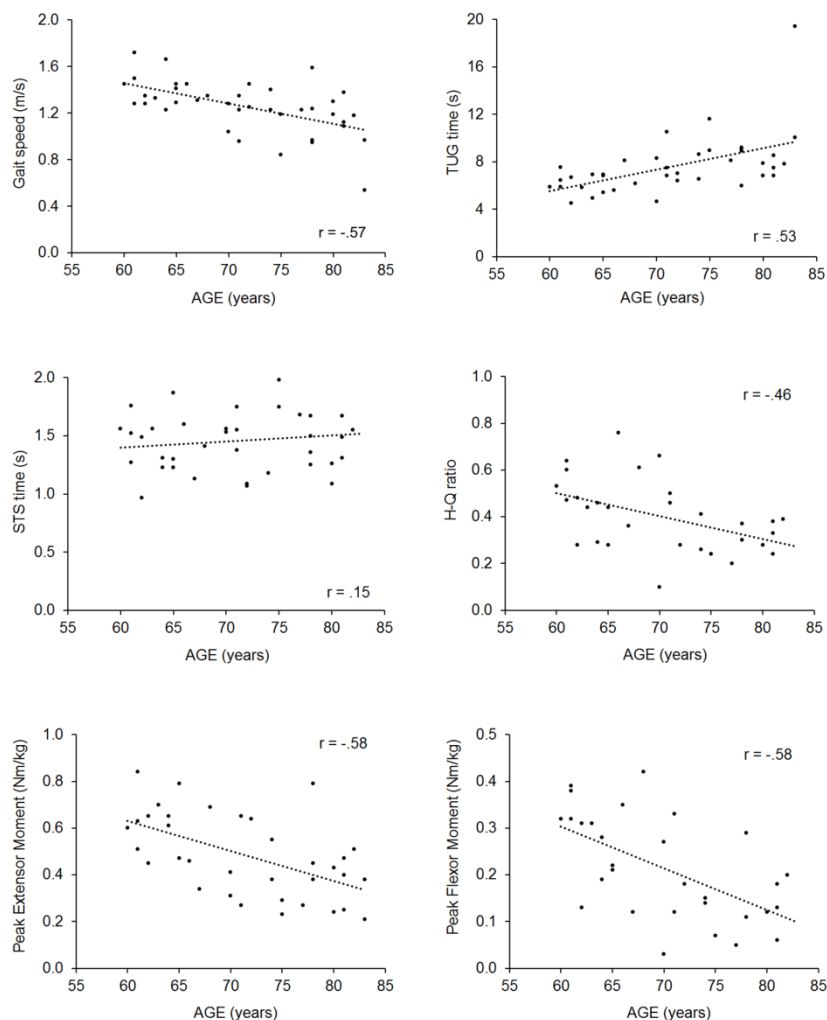 2.0
1.6
1.2
0.8
0.4
0.0
Gait speed (m/s)
r = -.57
55 60 65 70 75 80 85
AGE (years)
20
16
12
8
4
0
TUG time (s)
r = .53
55 60 65 70 75 80 85
AGE (years)
2.0
1.5
1.0
0.5
0.0
STS time (s)
r = .15
55 60 65 70 75 80 85
AGE (years)
r = -.46
1.0
0.8
0.6
0.4
0.2
0.0
H-Q ratio
55 60 65 70 75 80 85
AGE (years)
r = -.58
1.0
0.8
0.6
0.4
0.2
0.0
Peak Extensor Moment (Nm/kg)
55 60 65 70 75 80 85
AGE (years)
r = -.58
0.5
0.4
0.3
0.2
0.1
0.0
Peak Flexor Moment (Nm/kg)
55 60 65 70 75 80 85
AGE (years)